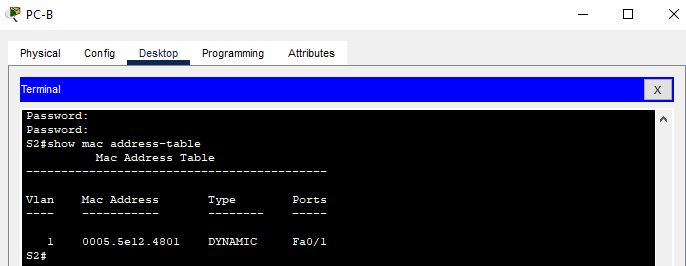 PC-B
Physical Config Desktop Programming Attributes
Terminal X
Password:
Password:
S2#show mac address-table
Mac Address Table
-------------------------------------------
Vlan Mac Address Type Ports
---- ----------- -------- -----
1 0005.5e12.4801 DYNAMIC Fa0/1
S2#